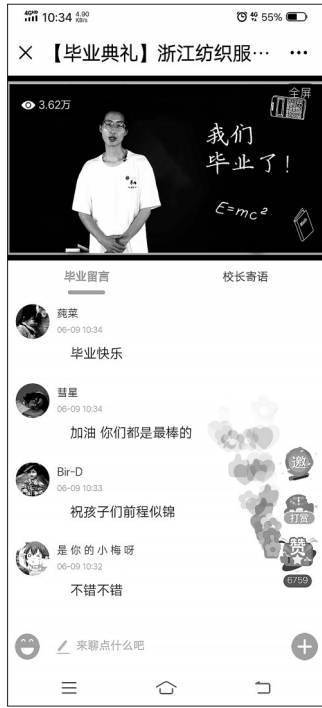 4G 10:34 4.90 KB/s 55%
【毕业典礼】浙江纺织服…
3.62万
全屏
我们
毕业了!
E=mc²
毕业留言 校长寄语
莼菜
06-09 10:34
毕业快乐
彗星
06-09 10:34
加油 你们都是最棒的
邀
Bir-D
06-09 10:33
祝孩子们前程似锦
打赏
是你的小梅呀
06-09 10:32
赞
6759
不错不错
来聊点什么吧